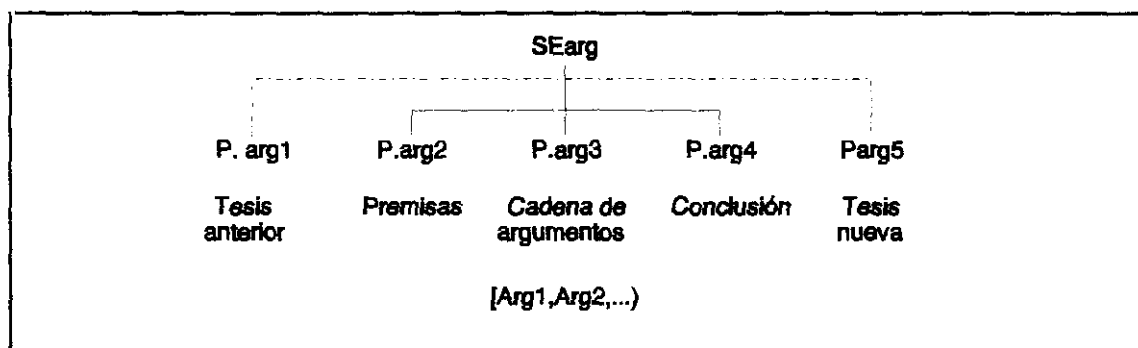 SEarg
P. arg1 P.arg2 P.arg3 P.arg4 Parg5
Tesis Premisas Cadena de Conclusión Tesis
anterior argumentos nueva
[Arg1,Arg2,...)